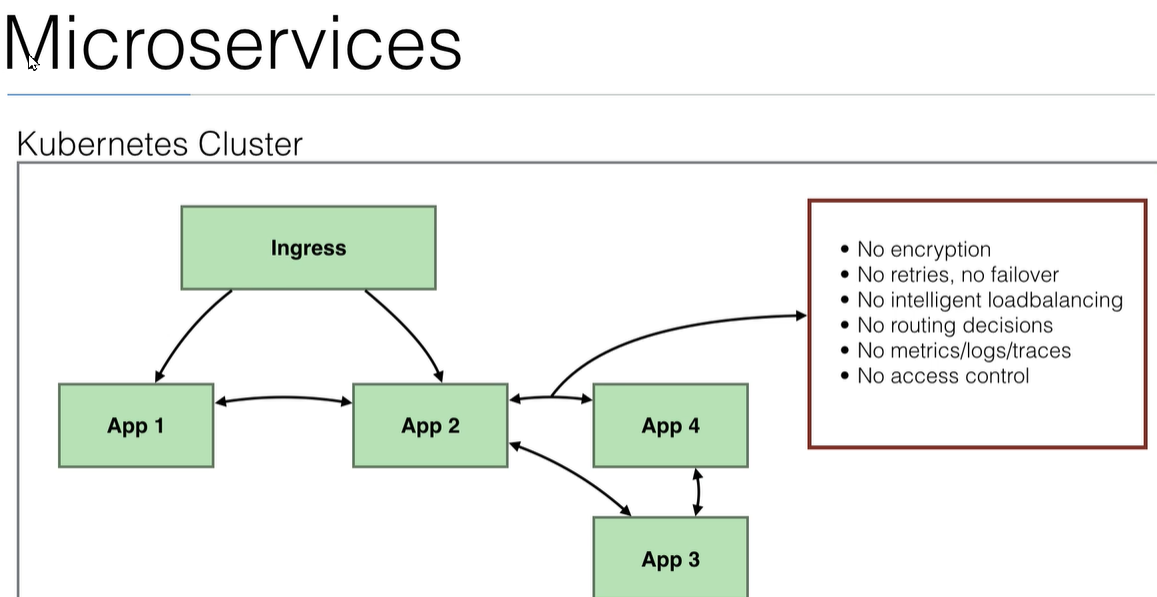 Microservices
Kubernetes Cluster
Ingress
• No encryption
• No retries, no failover
• No intelligent loadbalancing
• No routing decisions
• No metrics/logs/traces
• No access control
App 1
App 2
App 4
App 3